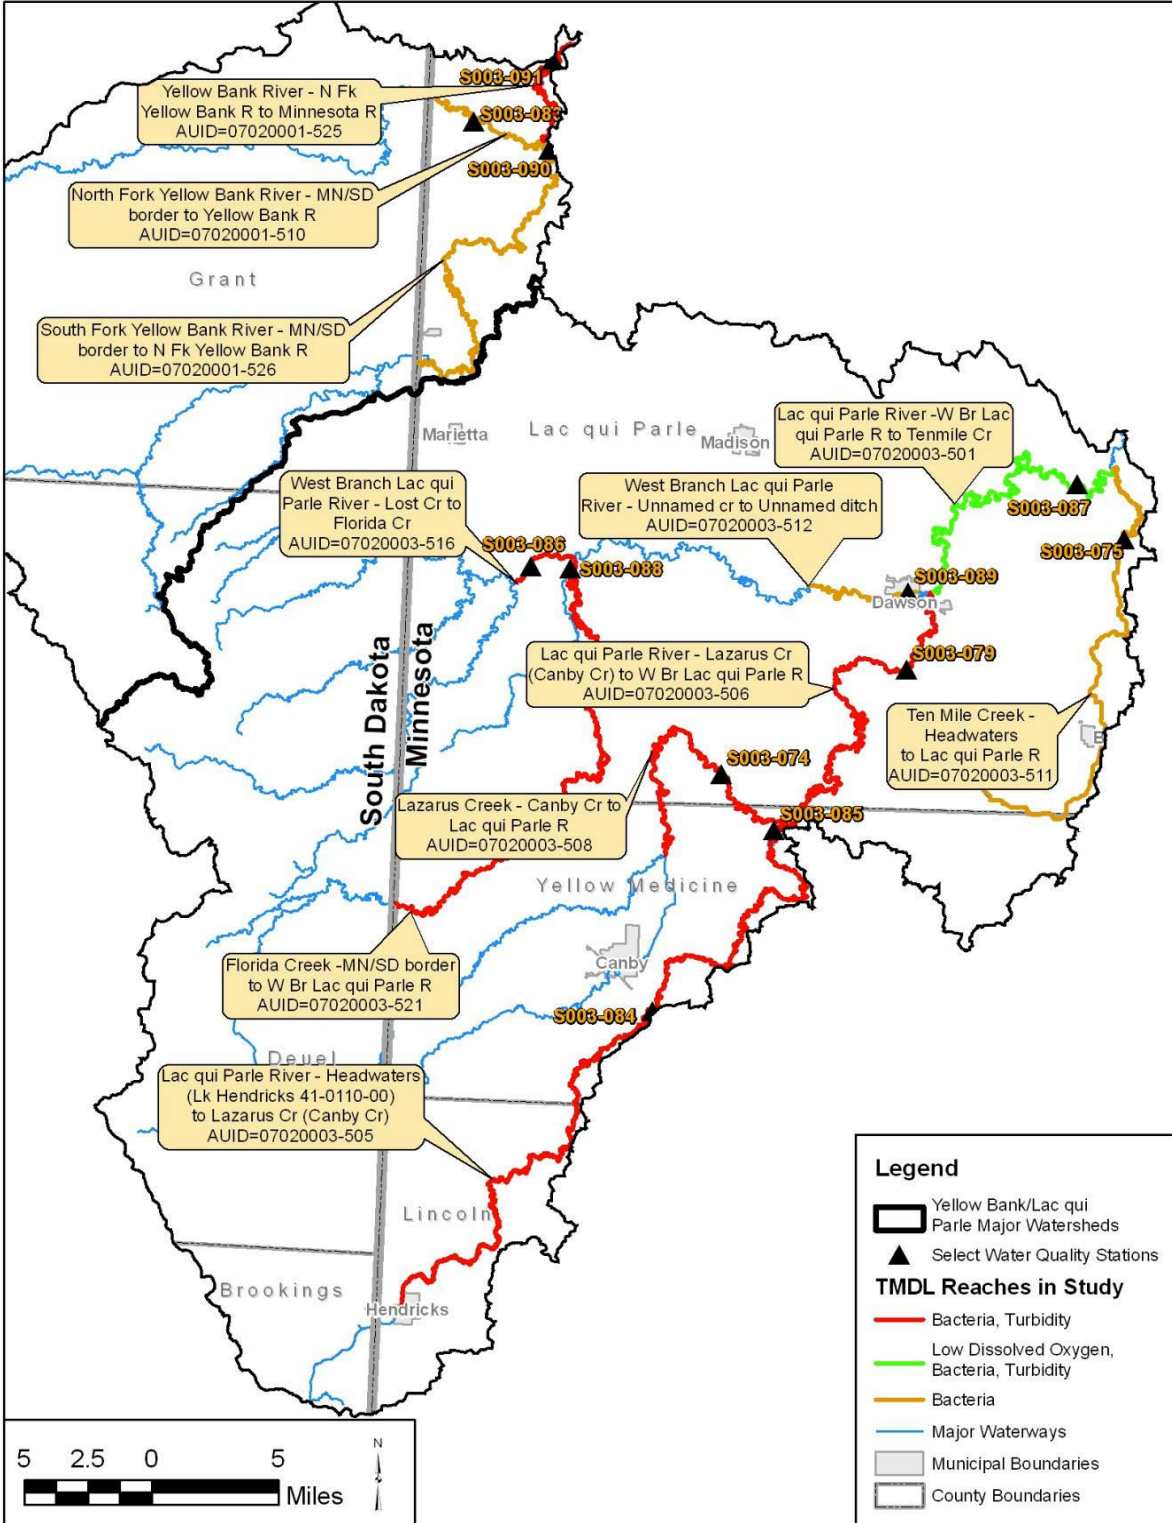 S003-091
Yellow Bank River - N Fk
Yellow Bank R to Minnesota R
AUID=07020001-525
S003-083
S003-090
North Fork Yellow Bank River - MN/SD
border to Yellow Bank R
AUID=07020001-510
Grant
South Fork Yellow Bank River - MN/SD
border to N Fk Yellow Bank R
AUID=07020001-526
Marietta
Lac qui Parle
Madison
Lac qui Parle River -W Br Lac
qui Parle R to Tenmile Cr
AUID=07020003-501
West Branch Lac qui
Parle River - Lost Cr to
Florida Cr
AUID=07020003-516
West Branch Lac qui Parle
River - Unnamed cr to Unnamed ditch
AUID=07020003-512
S003-087
S003-086
S003-088
S003-075
S003-089
Dawson
South Dakota
Minnesota
Lac qui Parle River - Lazarus Cr
(Canby Cr) to W Br Lac qui Parle R
AUID=07020003-506
S003-079
Ten Mile Creek -
Headwaters
to Lac qui Parle R
AUID=07020003-511
B
S003-074
Lazarus Creek - Canby Cr to
Lac qui Parle R
AUID=07020003-508
S003-085
Yellow Medicine
Canby
Florida Creek -MN/SD border
to W Br Lac qui Parle R
AUID=07020003-521
S003-084
Deuel
Lac qui Parle River - Headwaters
(Lk Hendricks 41-0110-00)
to Lazarus Cr (Canby Cr)
AUID=07020003-505
Lincoln
Brookings
Hendricks
Legend
Yellow Bank/Lac qui
Parle Major Watersheds
Select Water Quality Stations
TMDL Reaches in Study
Bacteria, Turbidity
Low Dissolved Oxygen,
Bacteria, Turbidity
Bacteria
Major Waterways
Municipal Boundaries
County Boundaries
5 2.5 0 5
Miles
N